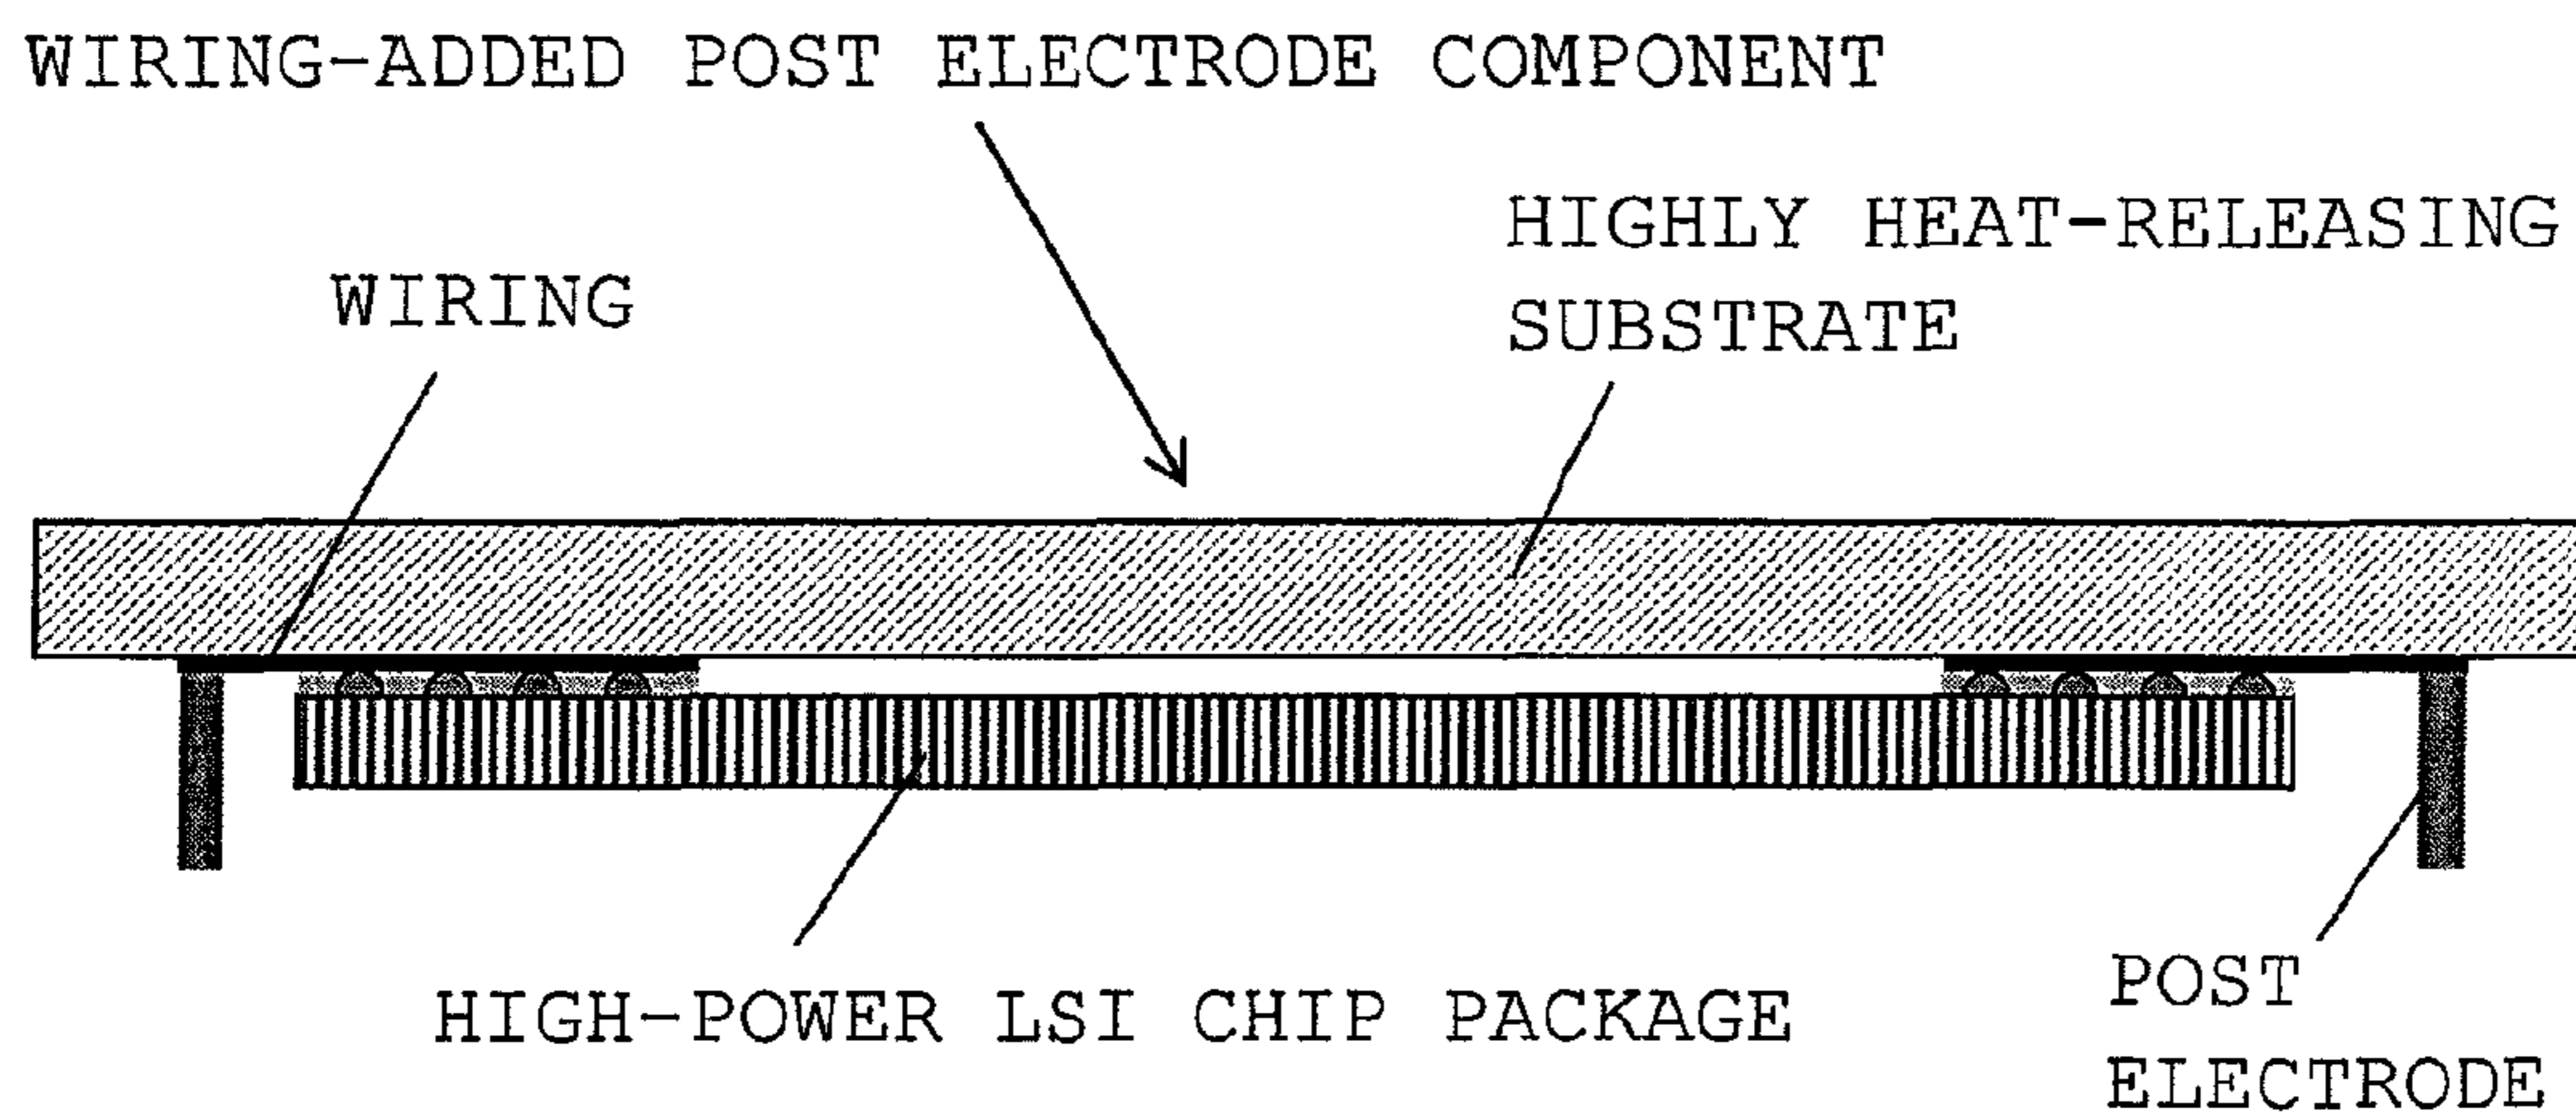 WIRING-ADDED POST ELECTRODE COMPONENT
HIGHLY HEAT-RELEASING
SUBSTRATE
WIRING
HIGH-POWER LSI CHIP PACKAGE
POST
ELECTRODE